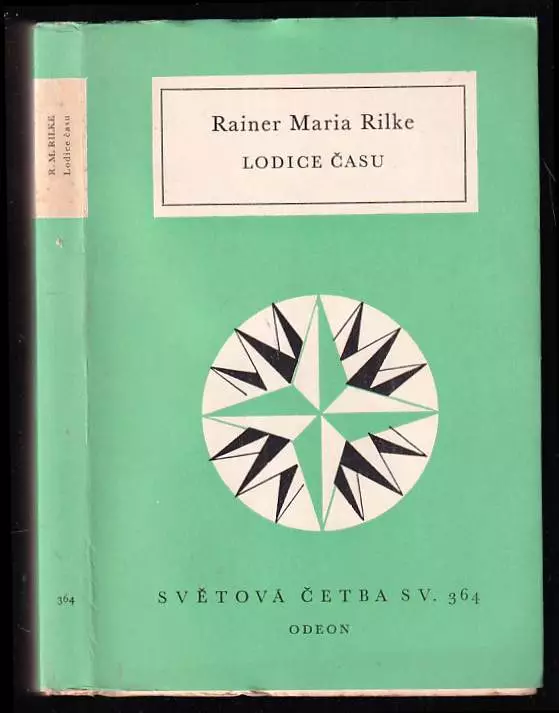 R. M. RILKE
Lodice času
364
Rainer Maria Rilke
LODICE ČASU
SVĚTOVÁ ČETBA SV. 364
ODEON